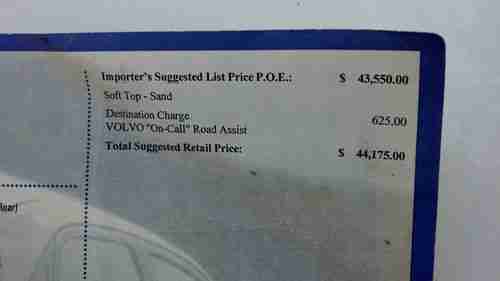 Importer's Suggested List Price P.O.E.: $ 43,550.00
Soft Top - Sand
Destination Charge 625.00
VOLVO "On-Call" Road Assist
Total Suggested Retail Price: $ 44,175.00